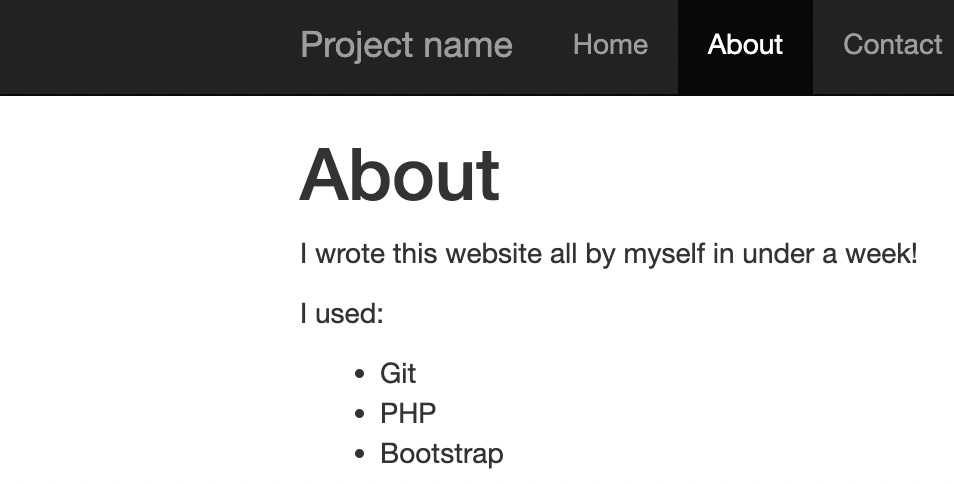 Project name Home About Contact
About
I wrote this website all by myself in under a week!
I used:
• Git
• PHP
• Bootstrap